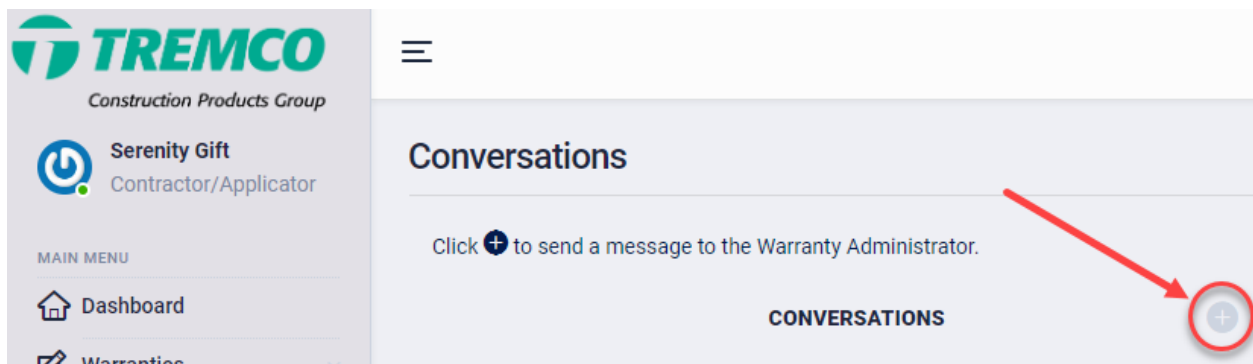 TREMCO
Construction Products Group
Serenity Gift
Contractor/Applicator
MAIN MENU
Dashboard
Warranties
Conversations
Click to send a message to the Warranty Administrator.
CONVERSATIONS